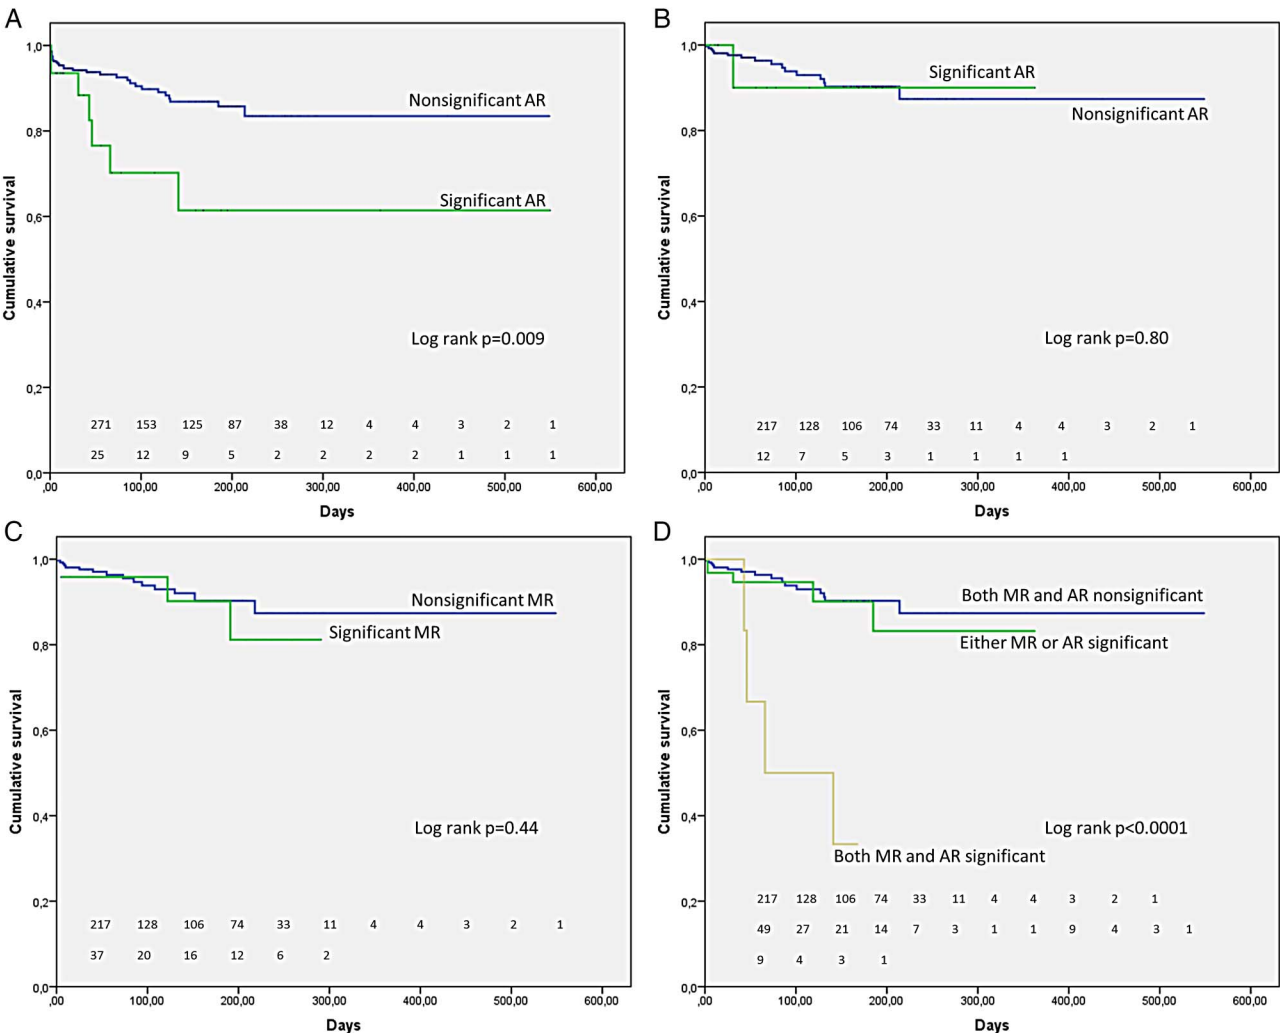 A
1,0
0,8
0,6
0,4
0,2
0,0
Cumulative survival
Nonsignificant AR
Significant AR
Log rank p=0.009
271 153 125 87 38 12 4 4 3 2 1
25 12 9 5 2 2 2 2 1 1 1
,00 100,00 200,00 300,00 400,00 500,00 600,00
Days
B
1,0
0,8
0,6
0,4
0,2
0,0
Cumulative survival
Significant AR
Nonsignificant AR
Log rank p=0.80
217 128 106 74 33 11 4 4 3 2 1
12 7 5 3 1 1 1 1
,00 100,00 200,00 300,00 400,00 500,00 600,00
Days
C
1,0
0,8
0,6
0,4
0,2
0,0
Cumulative survival
Nonsignificant MR
Significant MR
Log rank p=0.44
217 128 106 74 33 11 4 4 3 2 1
37 20 16 12 6 2
,00 100,00 200,00 300,00 400,00 500,00 600,00
Days
D
1,0
0,8
0,6
0,4
0,2
0,0
Cumulative survival
Both MR and AR nonsignificant
Either MR or AR significant
Log rank p<0.0001
Both MR and AR significant
217 128 106 74 33 11 4 4 3 2 1
49 27 21 14 7 3 1 1 9 4 3 1
9 4 3 1
,00 100,00 200,00 300,00 400,00 500,00 600,00
Days